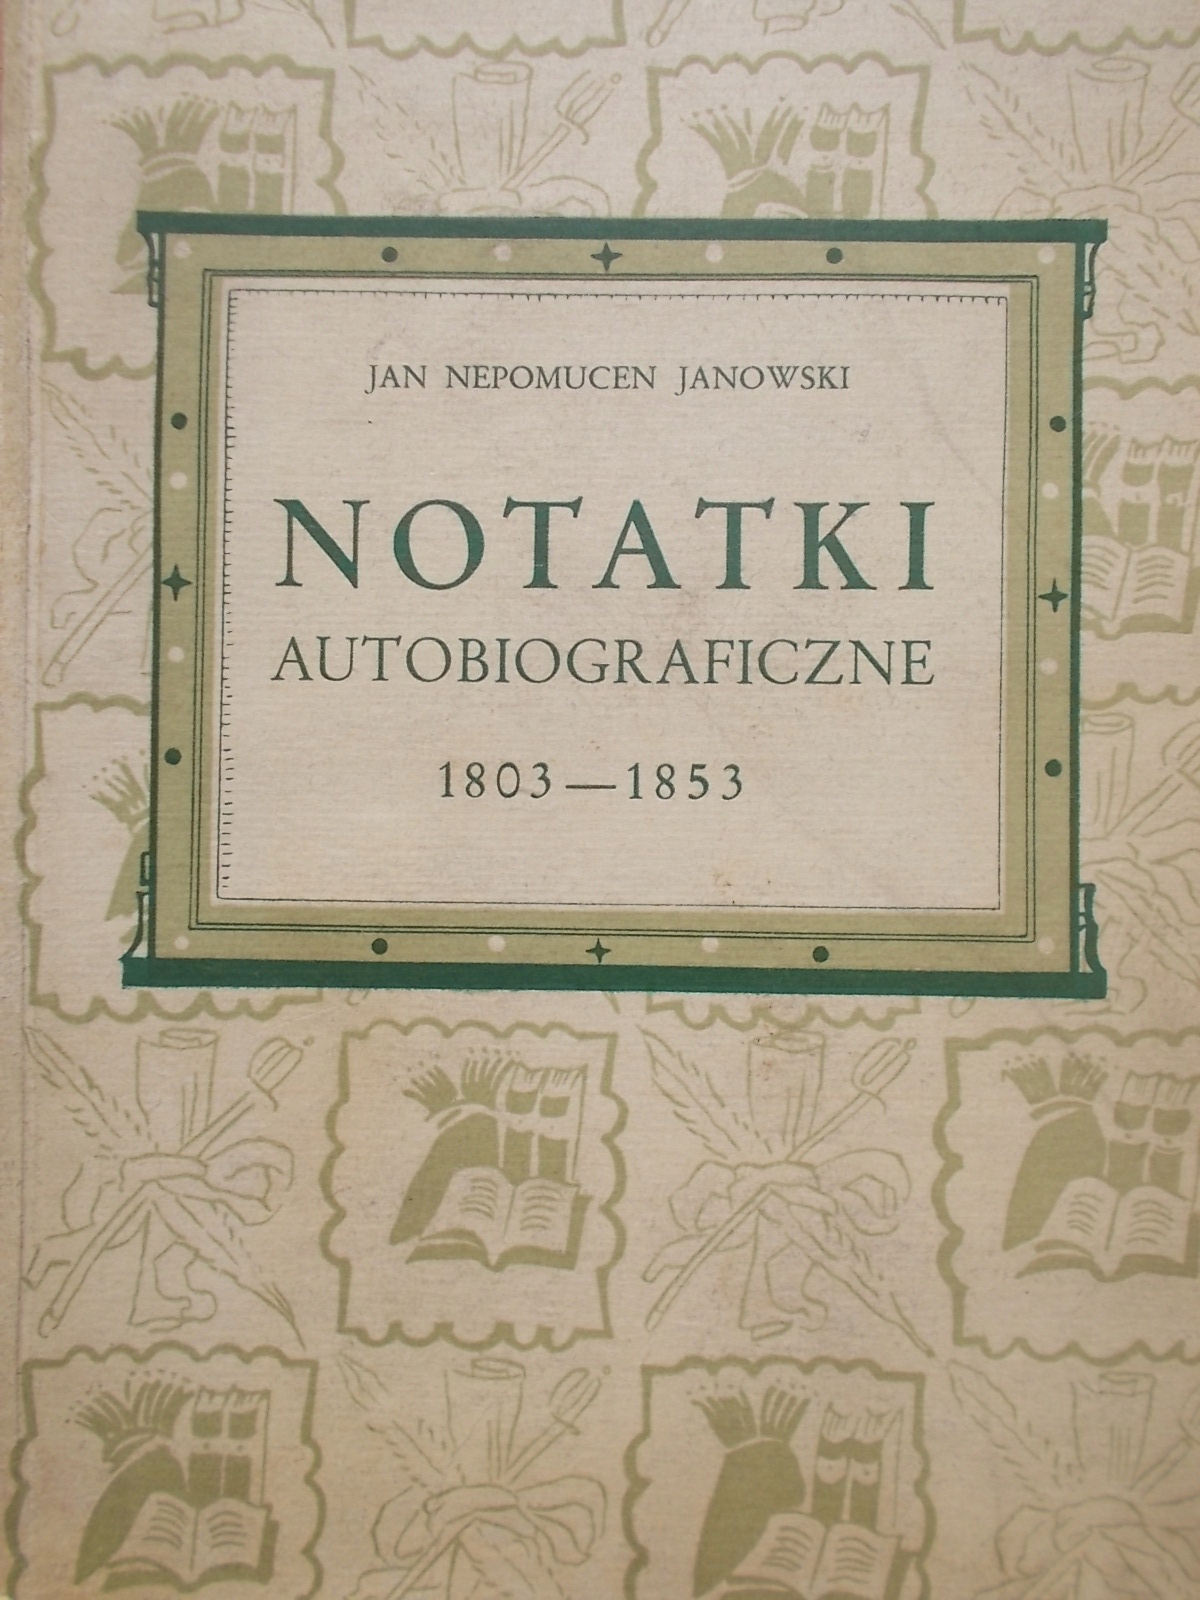 JAN NEPOMUCEN JANOWSKI
NOTATKI
AUTOBIOGRAFICZNE
1803—1853